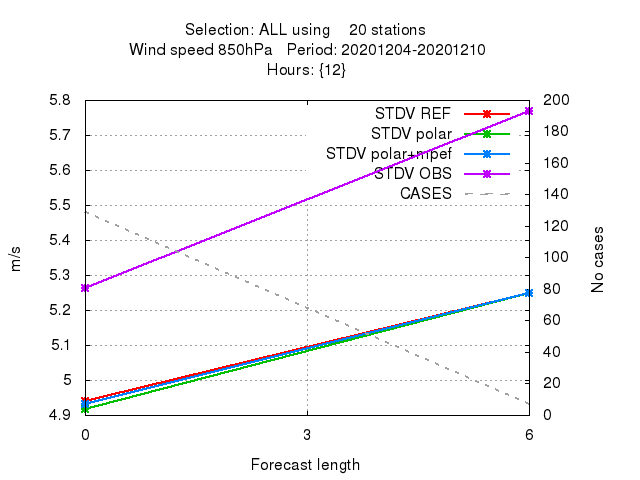 Selection: ALL using 20 stations
Wind speed 850hPa Period: 20201204-20201210
Hours: {12}
5.8
5.7
5.6
5.5
5.4
5.3
5.2
5.1
5
4.9
m/s
STDV REF
STDV polar
STDV polar+mpef
STDV OBS
CASES
200
180
160
140
120
100
80
60
40
20
0
No cases
0 3 6
Forecast length